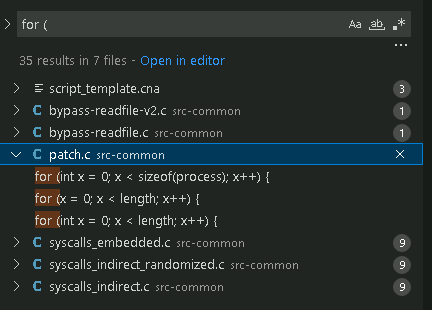 for (
Aa ab, .*
...
35 results in 7 files - Open in editor
script_template.cna 3
C bypass-readfile-v2.c src-common 1
C bypass-readfile.c src-common 1
C patch.c src-common
for (int x = 0; x < sizeof(process); x++) {
for (x = 0; x < length; x++) {
for (int x = 0; x < length; x++) {
C syscalls_embedded.c src-common 9
C syscalls_indirect_randomized.c src-common 9
C syscalls_indirect.c src-common 9